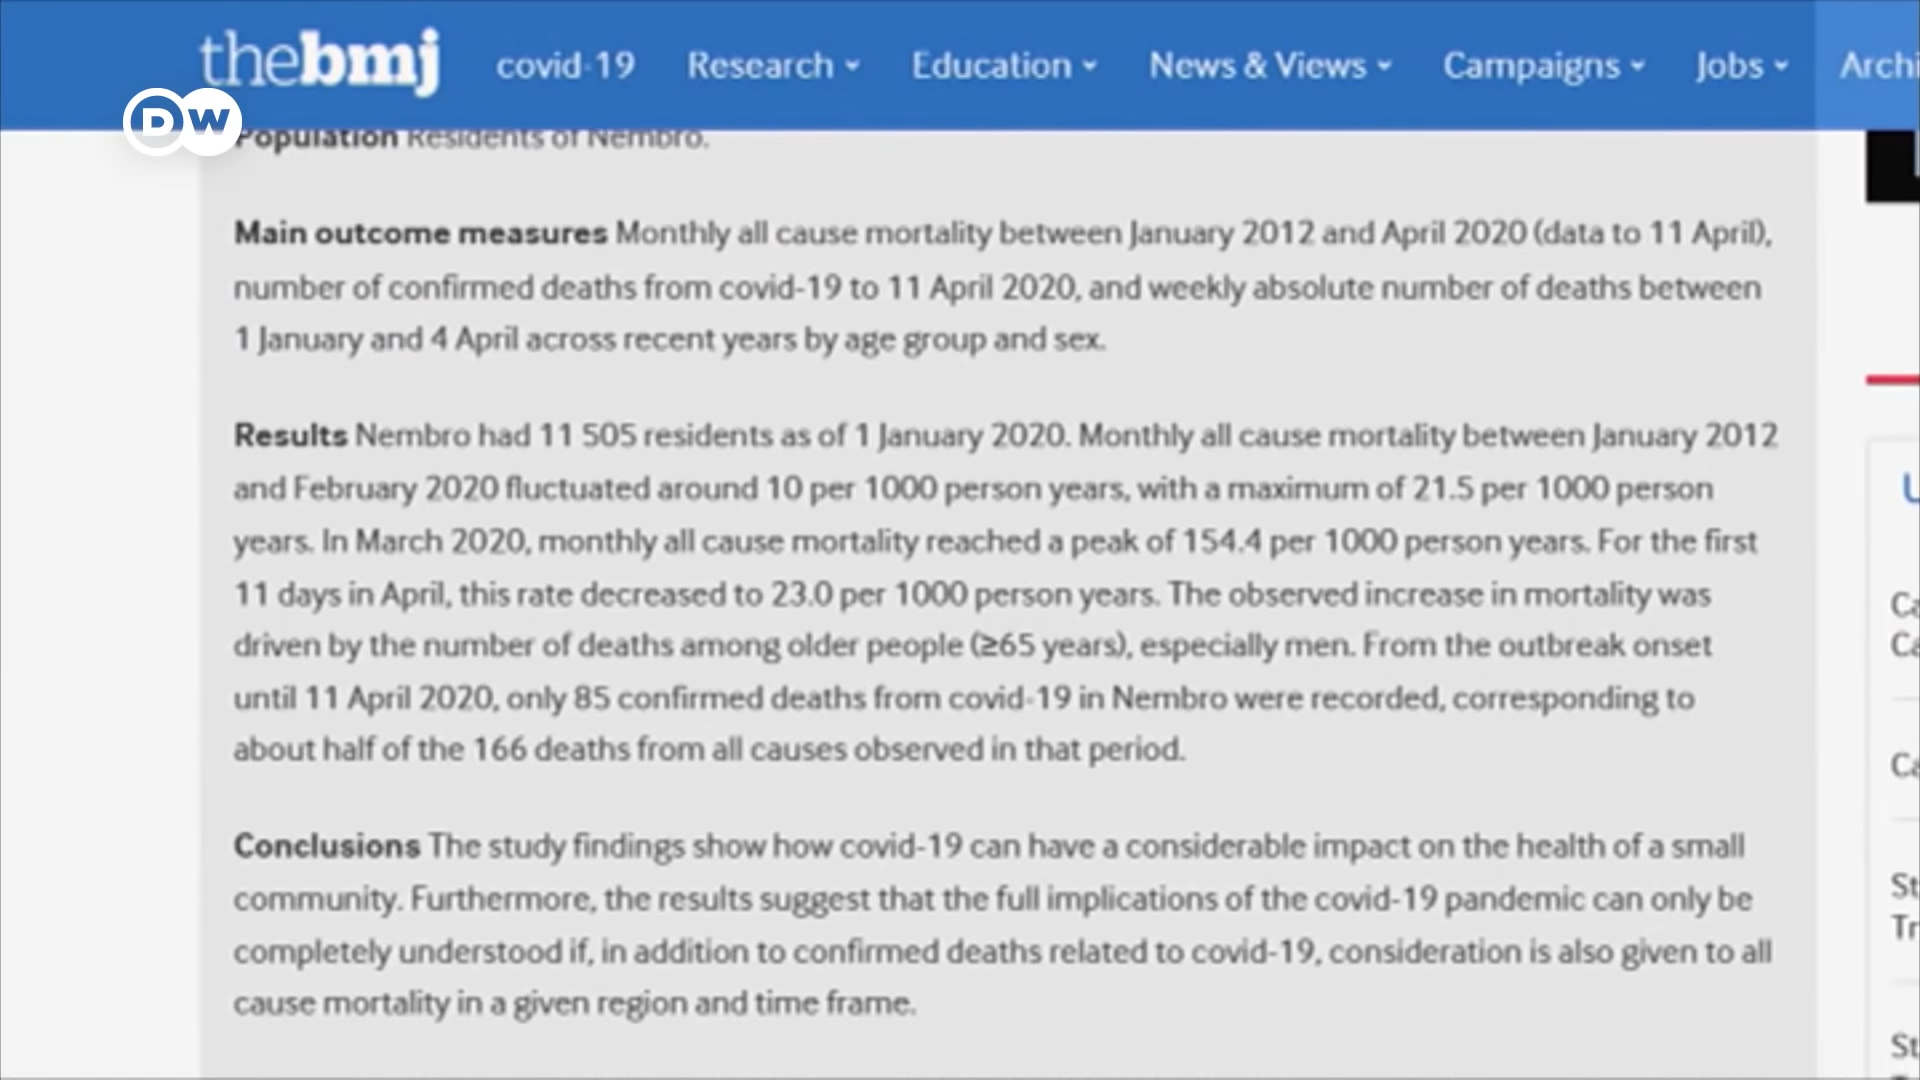 thebmj covid-19 Research Education News & Views Campaigns Jobs Archi
DW
Population Residents of Nembro.
Main outcome measures Monthly all cause mortality between January 2012 and April 2020 (data to 11 April),
number of confirmed deaths from covid-19 to 11 April 2020, and weekly absolute number of deaths between
1 January and 4 April across recent years by age group and sex.
Results Nembro had 11 505 residents as of 1 January 2020. Monthly all cause mortality between January 2012
and February 2020 fluctuated around 10 per 1000 person years, with a maximum of 21.5 per 1000 person
years. In March 2020, monthly all cause mortality reached a peak of 154.4 per 1000 person years. For the first
11 days in April, this rate decreased to 23.0 per 1000 person years. The observed increase in mortality was
driven by the number of deaths among older people (≥65 years), especially men. From the outbreak onset
until 11 April 2020, only 85 confirmed deaths from covid-19 in Nembro were recorded, corresponding to
about half of the 166 deaths from all causes observed in that period.
Conclusions The study findings show how covid-19 can have a considerable impact on the health of a small
community. Furthermore, the results suggest that the full implications of the covid-19 pandemic can only be
completely understood if, in addition to confirmed deaths related to covid-19, consideration is also given to all
cause mortality in a given region and time frame.
U
Ca
Ca
Ca
St
Tr
St